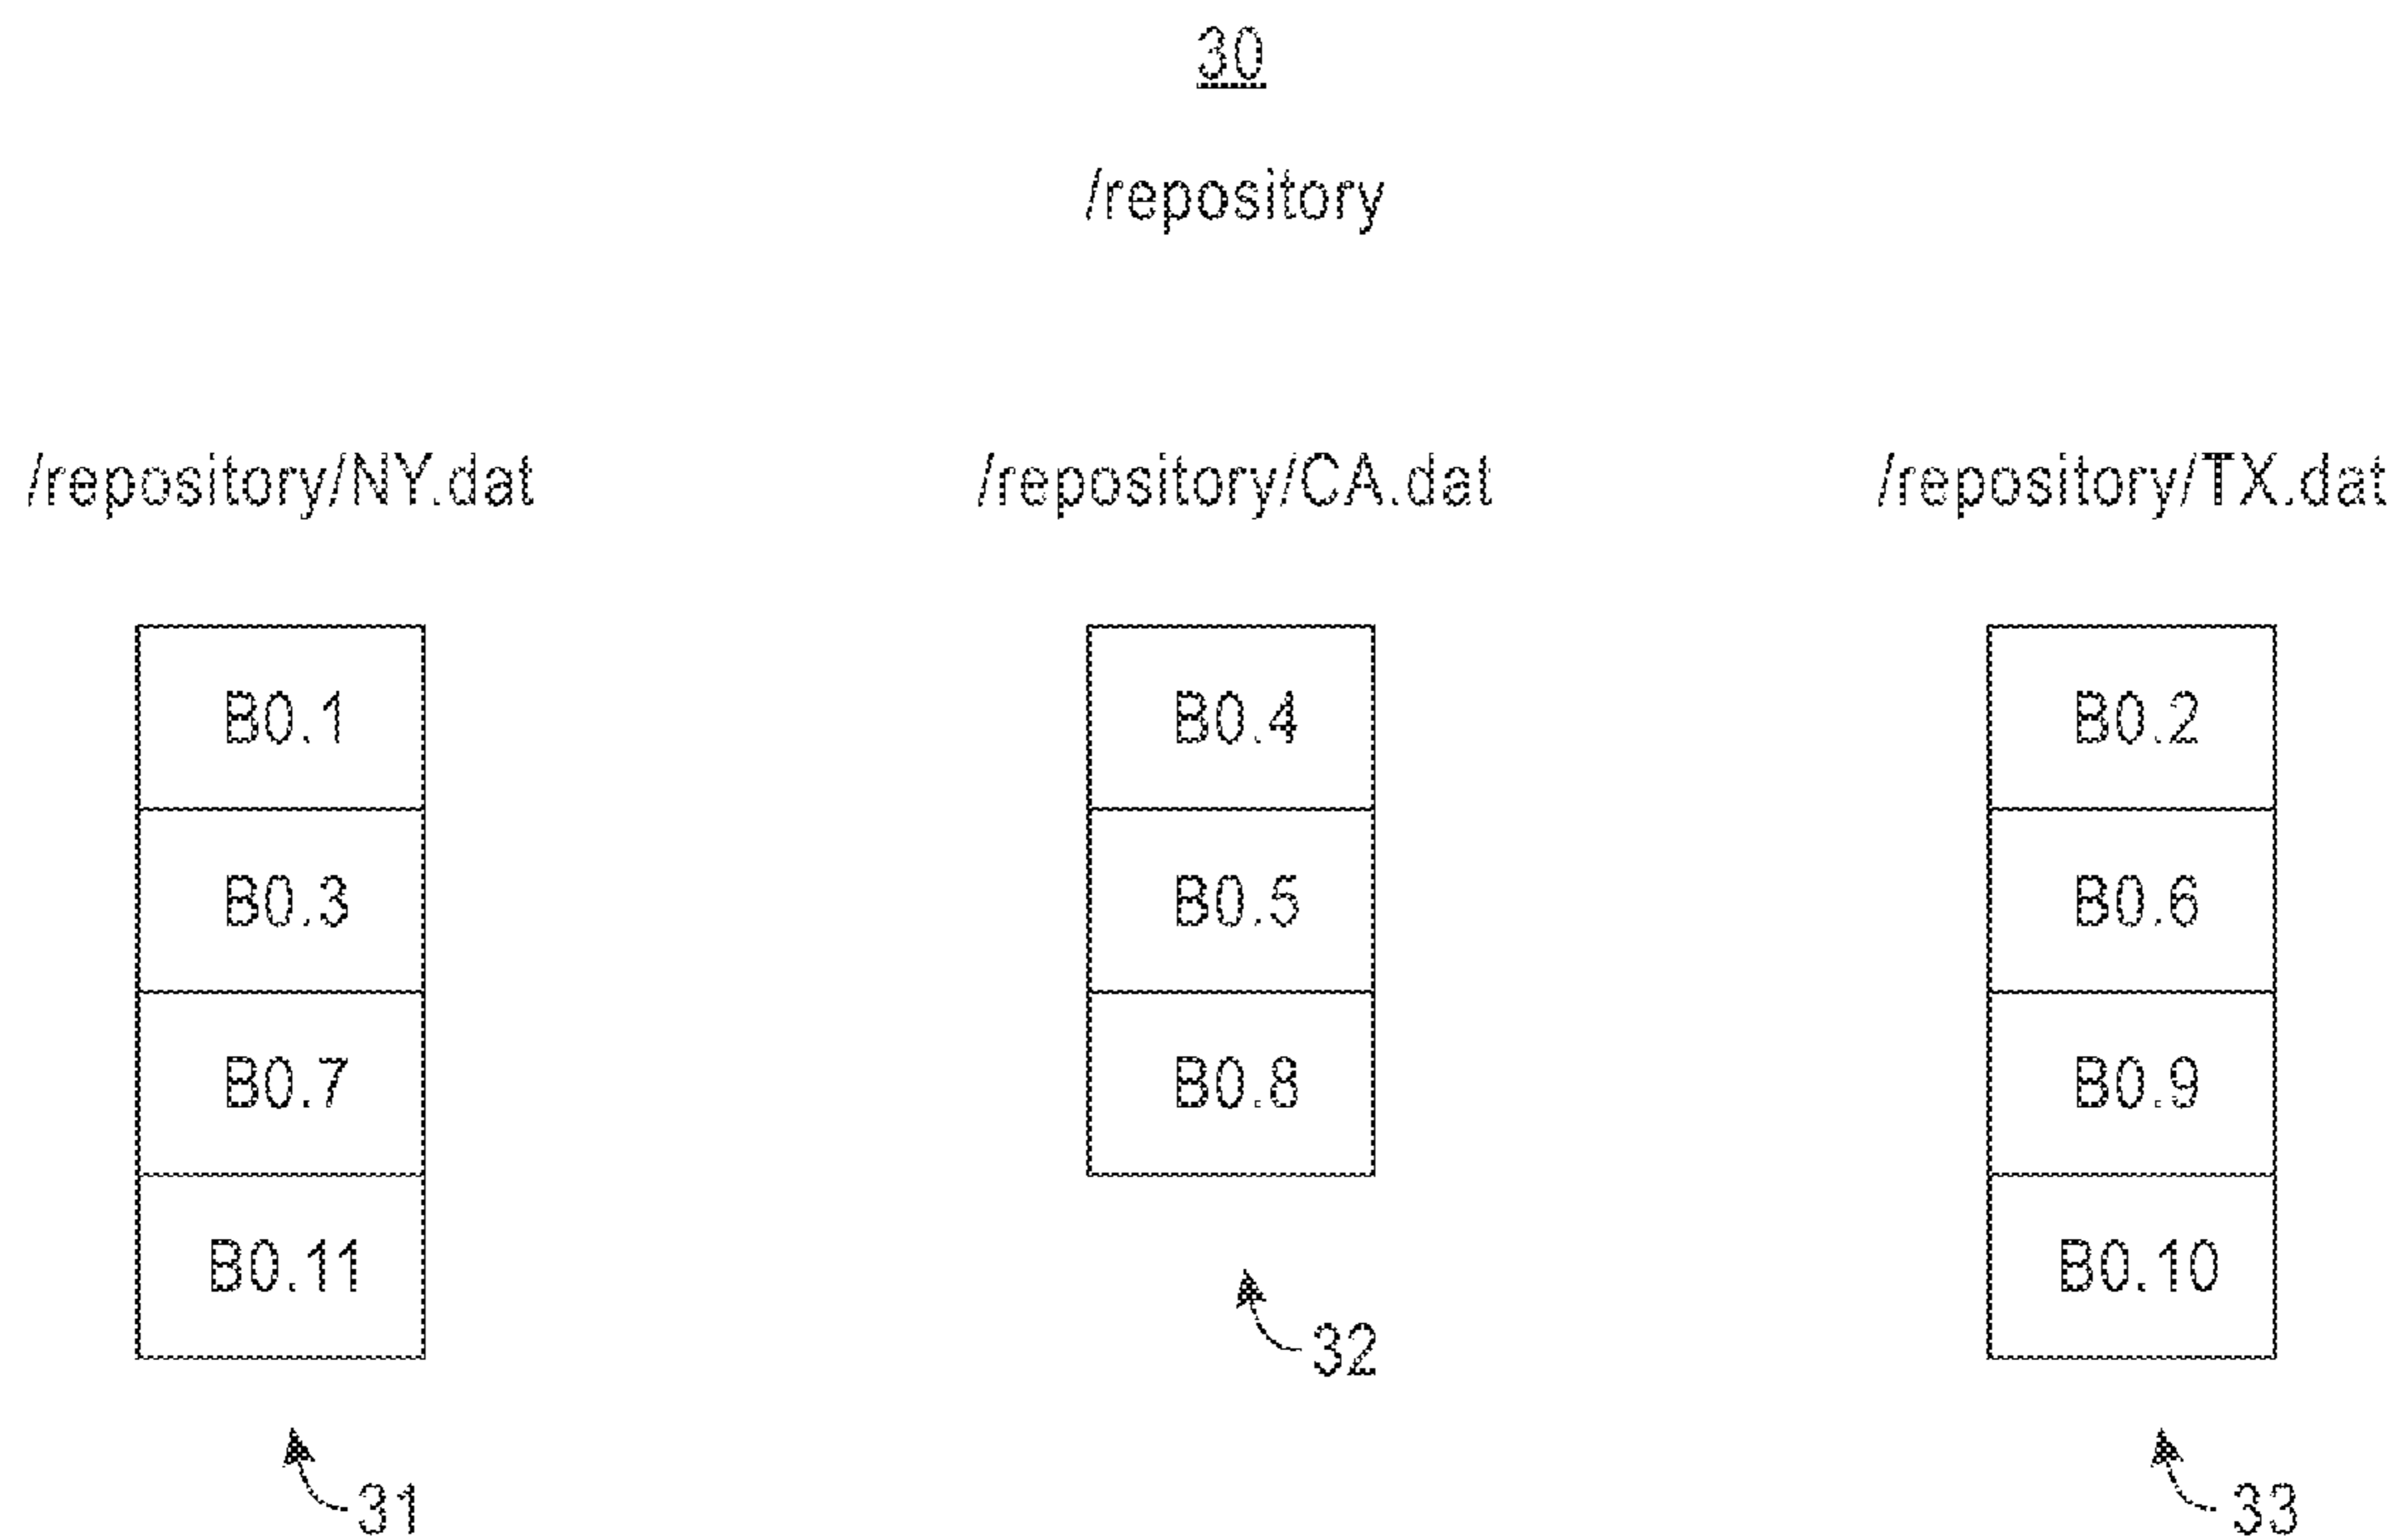 30
/repository
/repository/NY.dat
/repository/CA.dat
/repository/TX.dat
B0.1
B0.3
B0.7
B0.11
31
B0.4
B0.5
B0.8
32
B0.2
B0.6
B0.9
B0.10
33